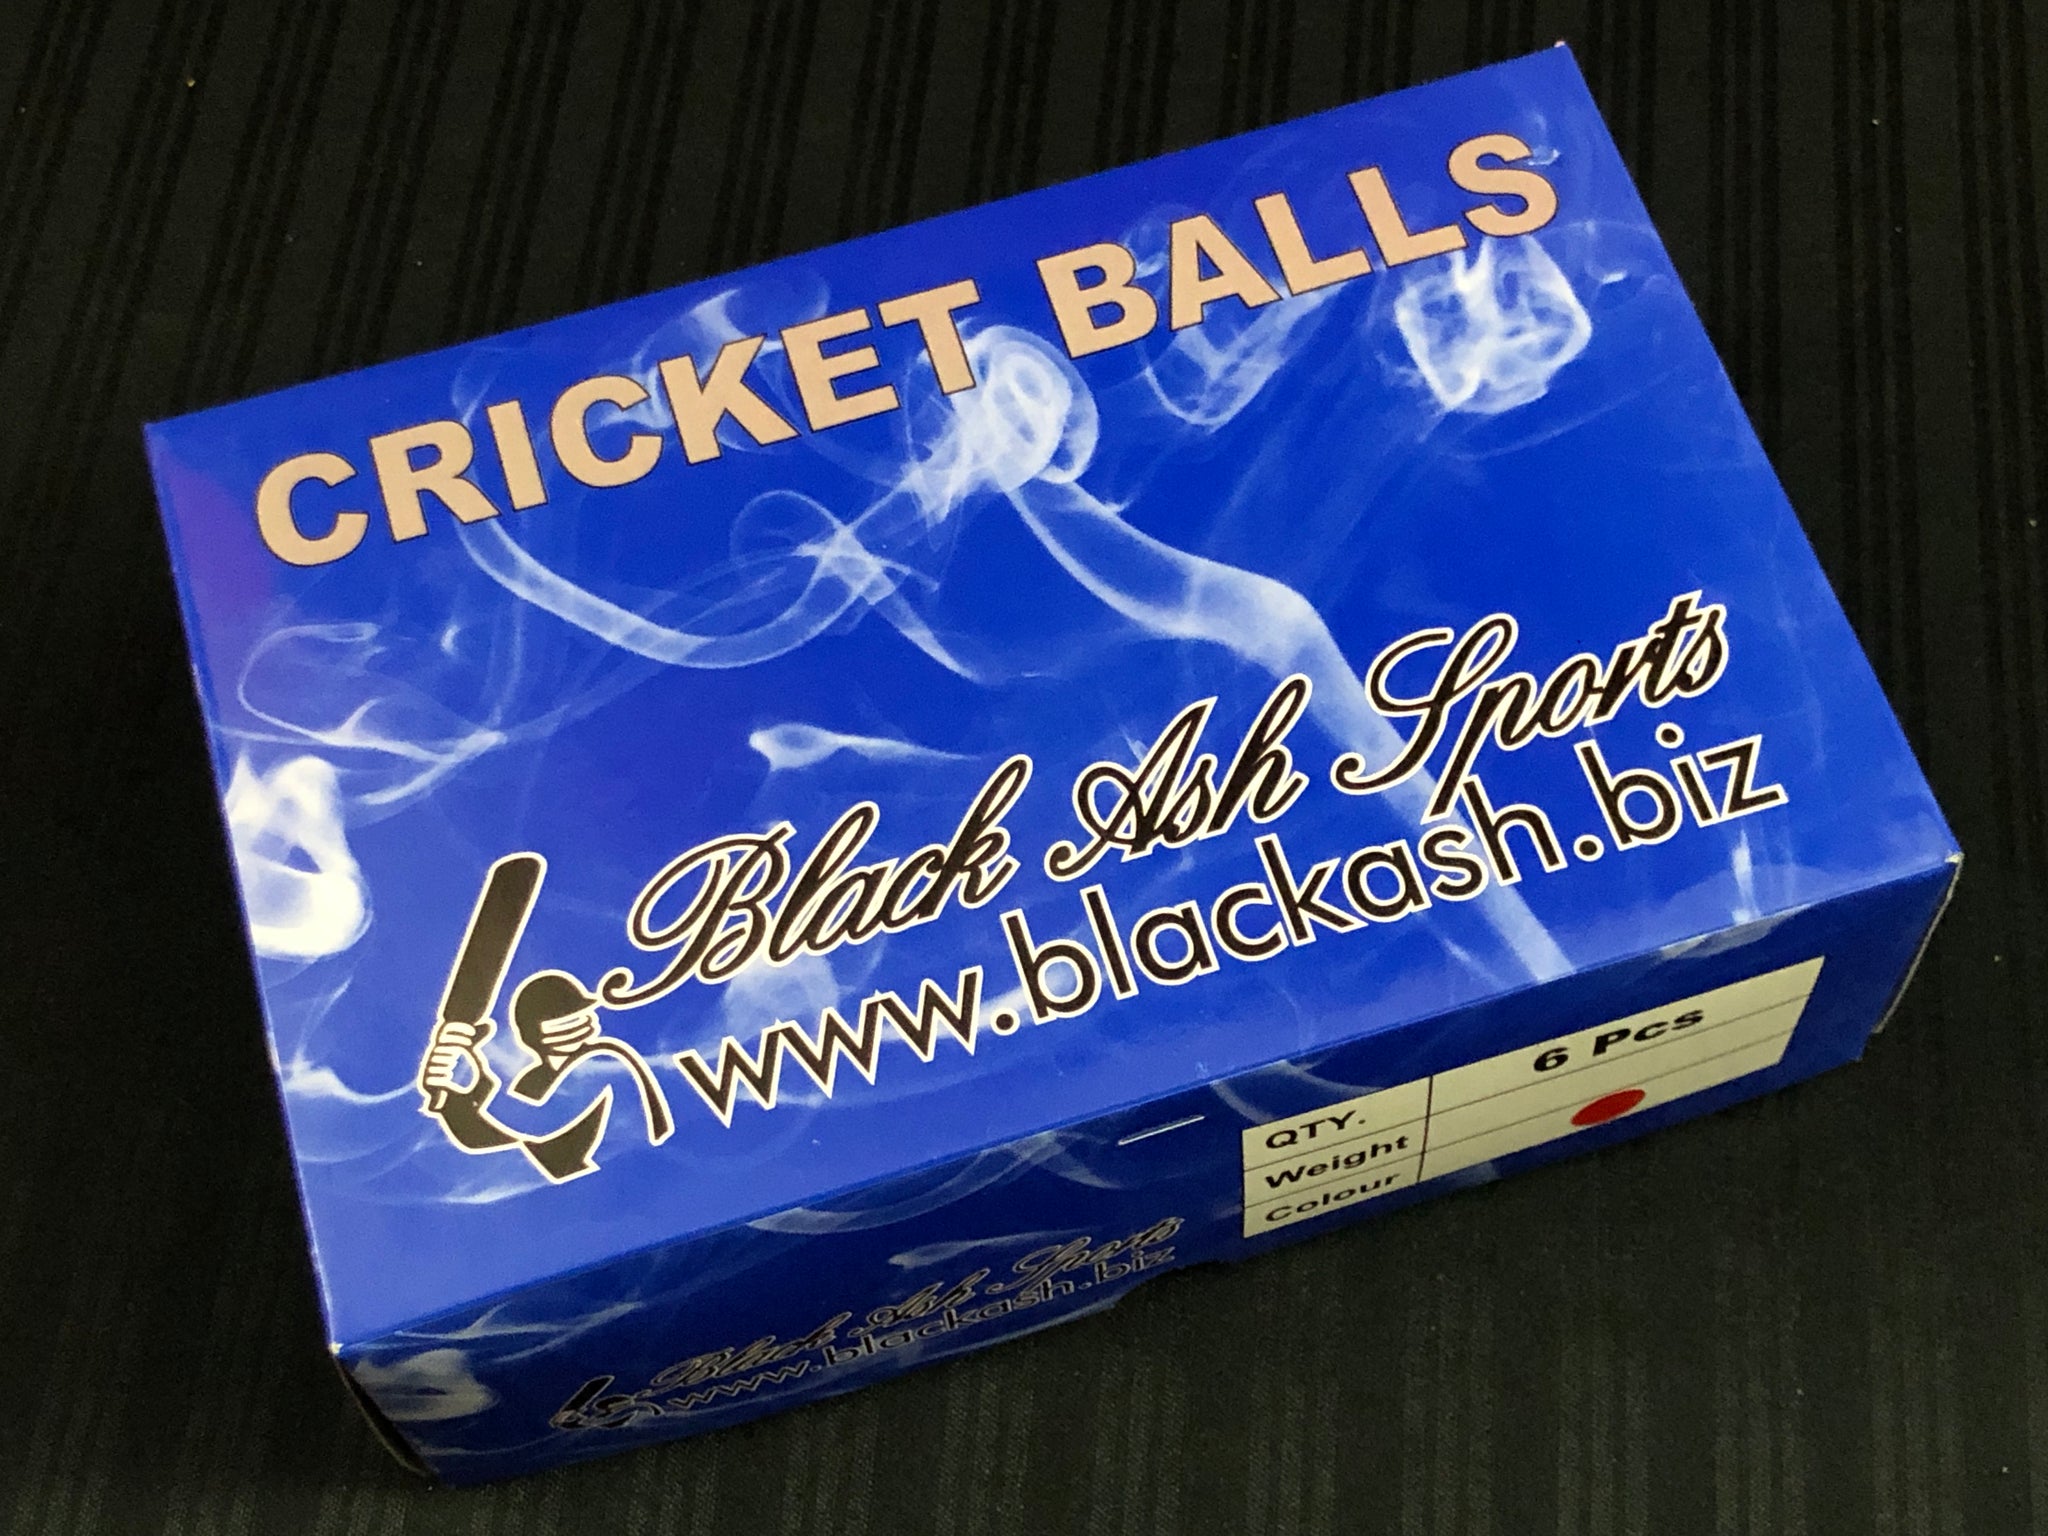 CRICKET BALLS
Black Ash Sports
www.blackash.biz
QTY. 6 Pcs
Weight
Colour
Black Ash Sports
www.blackash.biz